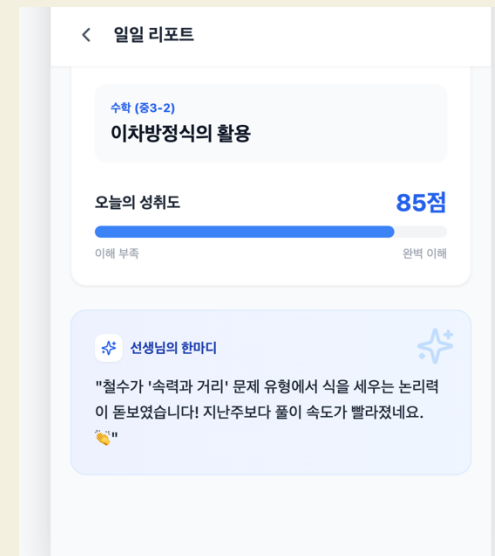 일일 리포트
수학 (중3-2)
이차방정식의 활용
오늘의 성취도 85점
이해 부족 완벽 이해
선생님의 한마디
"철수가 '속력과 거리' 문제 유형에서 식을 세우는 논리력
이 돋보였습니다! 지난주보다 풀이 속도가 빨라졌네요.
👏"